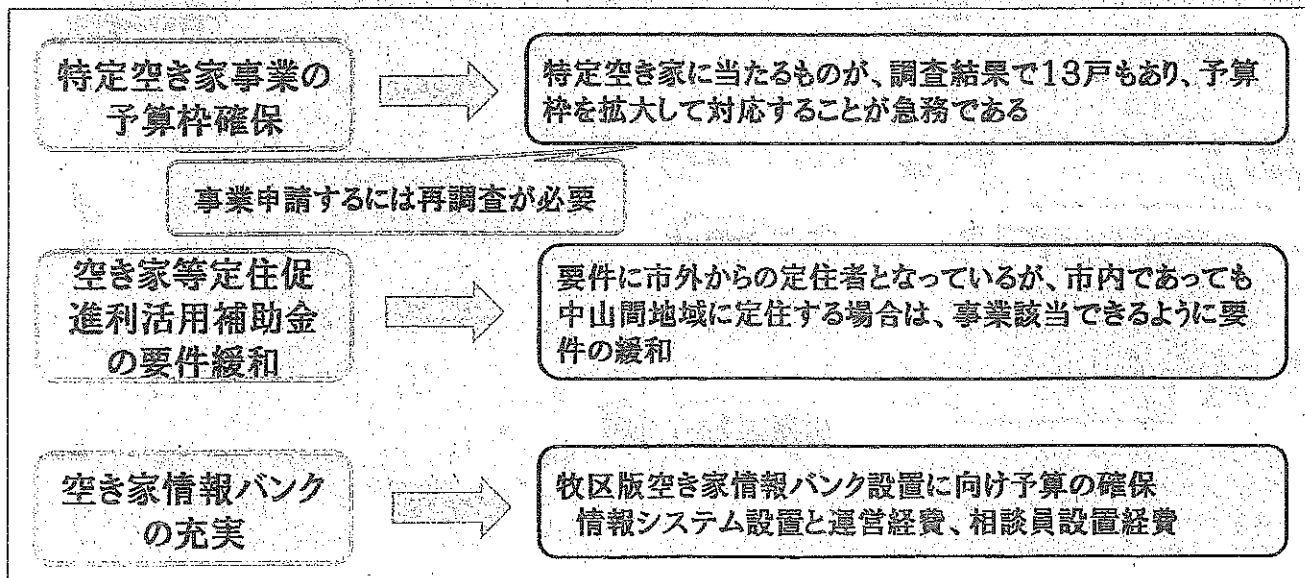 特定空き家事業の
予算枠確保
特定空き家に当たるものが、調査結果で13戸もあり、予算
枠を拡大して対応することが急務である
事業申請するには再調査が必要
空き家等定住促
進利活用補助金
の要件緩和
要件に市外からの定住者となっているが、市内であっても
中山間地域に定住する場合は、事業該当できるように要
件の緩和
空き家情報バンク
の充実
牧区版空き家情報バンク設置に向け予算の確保
情報システム設置と運営経費、相談員設置経費